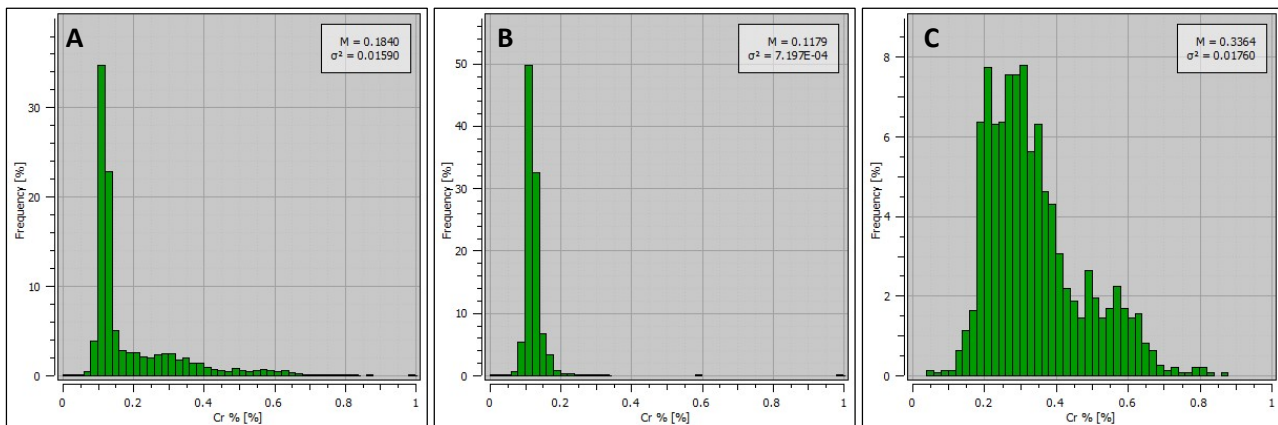 A
M = 0.1840
σ² = 0.01590
Frequency [%]
30
20
10
0
0 0.2 0.4 0.6 0.8 1
Cr % [%]
B
M = 0.1179
σ² = 7.197E-04
Frequency [%]
50
40
30
20
10
0
0 0.2 0.4 0.6 0.8 1
Cr % [%]
C
M = 0.3364
σ² = 0.01760
Frequency [%]
8
6
4
2
0
0 0.2 0.4 0.6 0.8 1
Cr % [%]